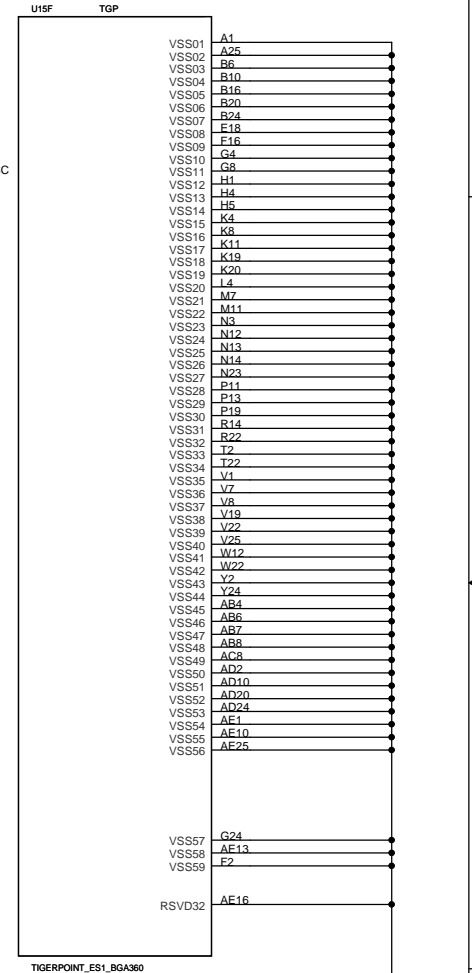 U15F TGP
VSS01 A1
VSS02 A25
VSS03 B6
VSS04 B10
VSS05 B16
VSS06 B20
VSS07 B24
VSS08 E18
VSS09 F16
VSS10 G4
C
VSS11 G8
VSS12 H1
VSS13 H4
VSS14 H5
VSS15 K4
VSS16 K8
VSS17 K11
VSS18 K19
VSS19 K20
VSS20 L4
VSS21 M7
VSS22 M11
VSS23 N3
VSS24 N12
VSS25 N13
VSS26 N14
VSS27 N23
VSS28 P11
VSS29 P13
VSS30 P19
VSS31 R14
VSS32 R22
VSS33 T2
VSS34 T22
VSS35 V1
VSS36 V7
VSS37 V8
VSS38 V19
VSS39 V22
VSS40 V25
VSS41 W12
VSS42 W22
VSS43 Y2
VSS44 Y24
VSS45 AB4
VSS46 AB6
VSS47 AB7
VSS48 AB8
VSS49 AC8
VSS50 AD2
VSS51 AD10
VSS52 AD20
VSS53 AD24
VSS54 AE1
VSS55 AE10
VSS56 AE25
VSS57 G24
VSS58 AE13
VSS59 F2
RSVD32 AE16
TIGERPOINT_ES1_BGA360